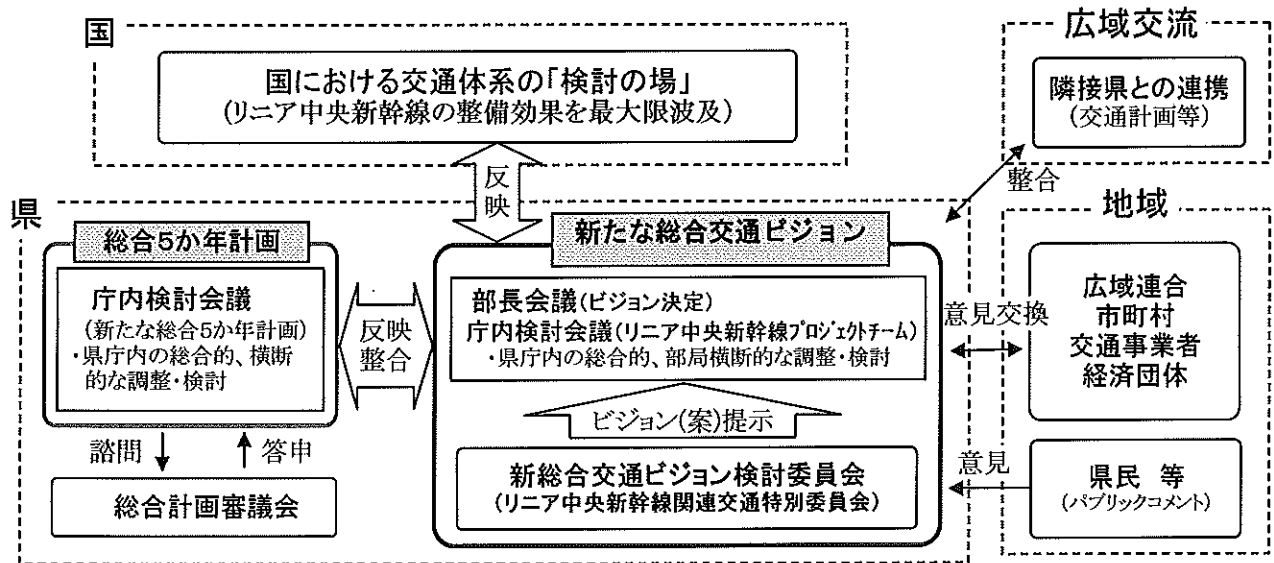 国
国における交通体系の「検討の場」
(リニア中央新幹線の整備効果を最大限波及)
広域交流
隣接県との連携
(交通計画等)
反
映
整合
県
総合5か年計画
庁内検討会議
(新たな総合5か年計画)
・県庁内の総合的、横断
的な調整・検討
諮問
答申
総合計画審議会
反映
整合
新たな総合交通ビジョン
部長会議(ビジョン決定)
庁内検討会議(リニア中央新幹線プロジェクトチーム)
・県庁内の総合的、部局横断的な調整・検討
ビジョン(案)提示
新総合交通ビジョン検討委員会
(リニア中央新幹線関連交通特別委員会)
地域
意見交換
広域連合
市町村
交通事業者
経済団体
意見
県民 等
(パブリックコメント)